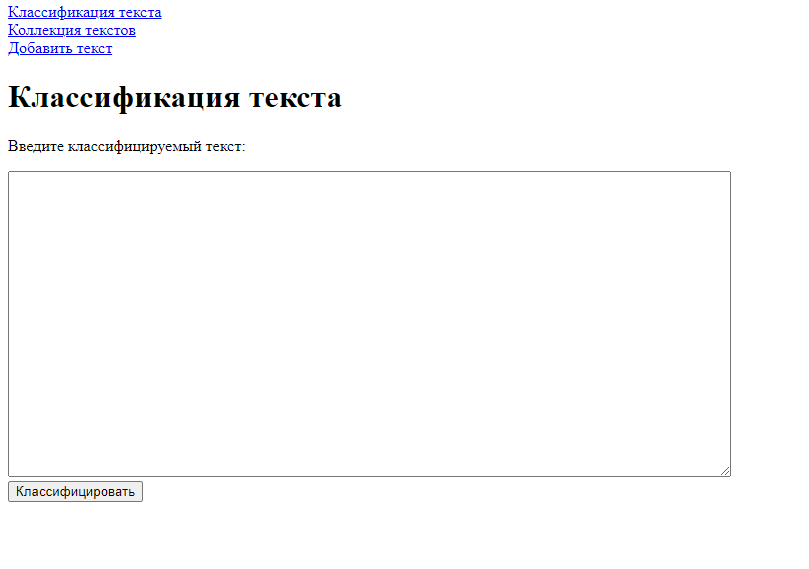 Классификация текста
Коллекция текстов
Добавить текст
Классификация текста
Введите классифицируемый текст:
Классифицировать